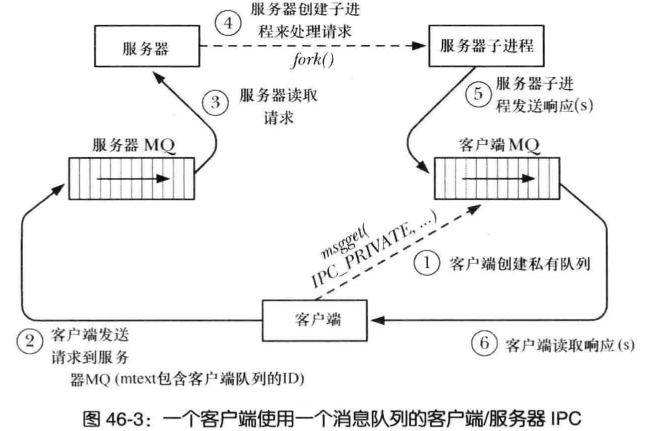 ④ 服务器创建子进
程来处理请求
服务器
fork()
服务器子进程
③ 服务器读取
请求
⑤ 服务器子进
程发送响应(s)
服务器 MQ
客户端 MQ
msgget(
IPC_PRIVATE, ...)
① 客户端创建私有队列
客户端
② 客户端发送
请求到服务
器MQ (mtext包含客户端队列的ID)
⑥ 客户端读取响应(s)
图 46-3：一个客户端使用一个消息队列的客户端/服务器 IPC